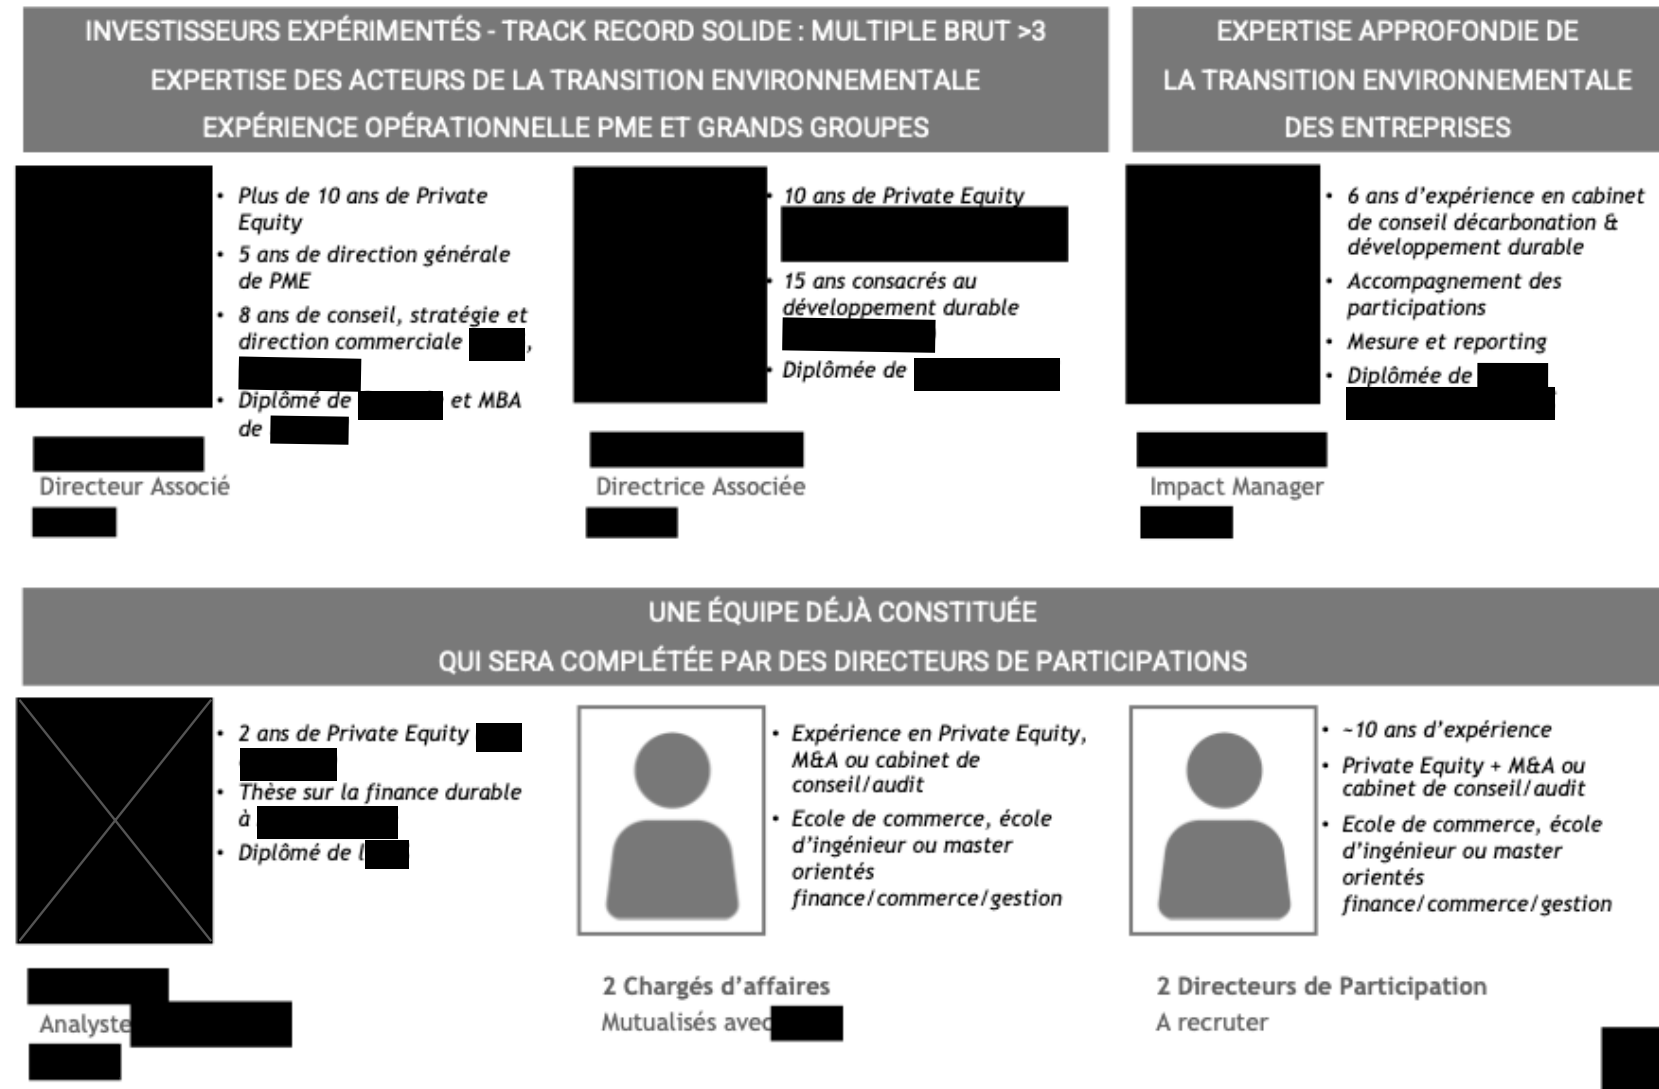 INVESTISSEURS EXPÉRIMENTÉS - TRACK RECORD SOLIDE : MULTIPLE BRUT >3
EXPERTISE DES ACTEURS DE LA TRANSITION ENVIRONNEMENTALE
EXPÉRIENCE OPÉRATIONNELLE PME ET GRANDS GROUPES
EXPERTISE APPROFONDIE DE
LA TRANSITION ENVIRONNEMENTALE
DES ENTREPRISES
• Plus de 10 ans de Private
Equity
• 5 ans de direction générale
de PME
• 8 ans de conseil, stratégie et
direction commerciale ,
• Diplômé de et MBA
de
Directeur Associé
• 10 ans de Private Equity
• 15 ans consacrés au
développement durable
• Diplômée de
Directrice Associée
• 6 ans d’expérience en cabinet
de conseil décarbonation &
développement durable
• Accompagnement des
participations
• Mesure et reporting
• Diplômée de
Impact Manager
UNE ÉQUIPE DÉJÀ CONSTITUÉE
QUI SERA COMPLÉTÉE PAR DES DIRECTEURS DE PARTICIPATIONS
• 2 ans de Private Equity
• Thèse sur la finance durable
à
• Diplômé de l
Analyste
• Expérience en Private Equity,
M&A ou cabinet de
conseil/audit
• Ecole de commerce, école
d’ingénieur ou master
orientés
finance/commerce/gestion
2 Chargés d’affaires
Mutualisés avec
• ~10 ans d’expérience
• Private Equity + M&A ou
cabinet de conseil/audit
• Ecole de commerce, école
d’ingénieur ou master
orientés
finance/commerce/gestion
2 Directeurs de Participation
A recruter